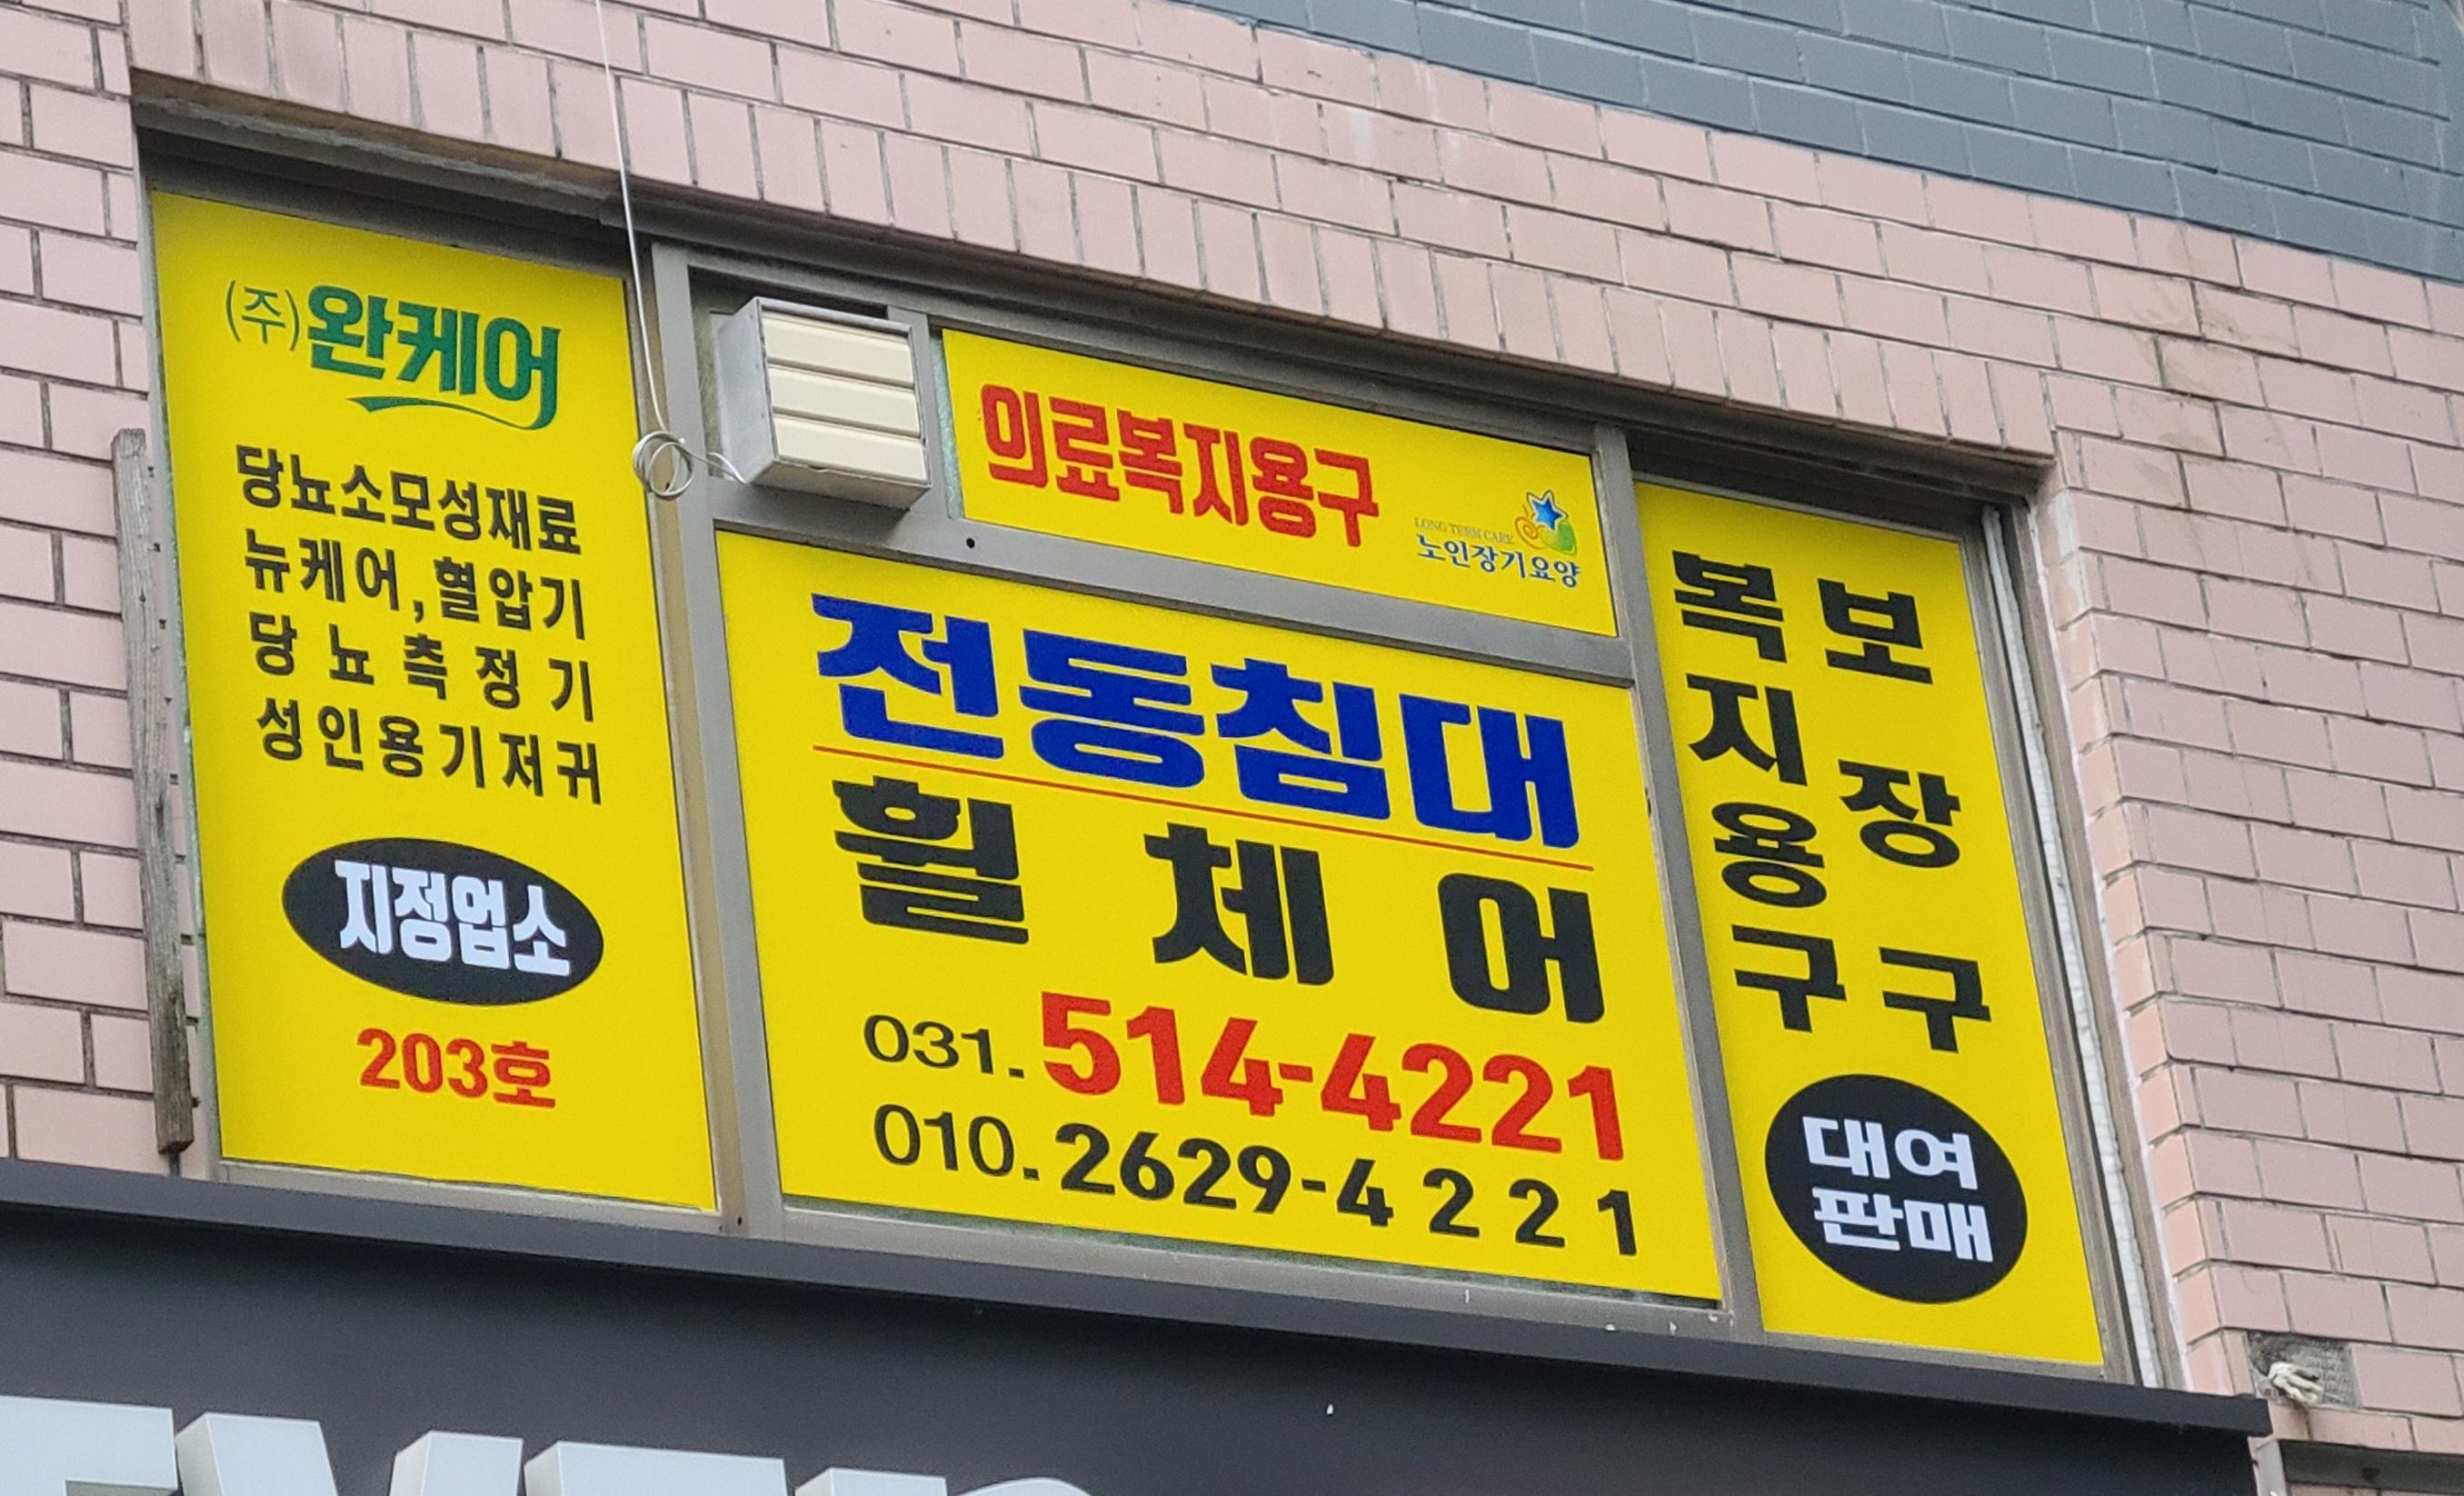 (주)완케어
당뇨소모성재료
뉴케어,혈압기
당뇨측정기
성인용기저귀
지정업소
203호
의료복지용구
LONG TERM CARE
노인장기요양
전동침대
휠체어
031.514-4221
010.2629-4221
복지용구
보장구
대여
판매